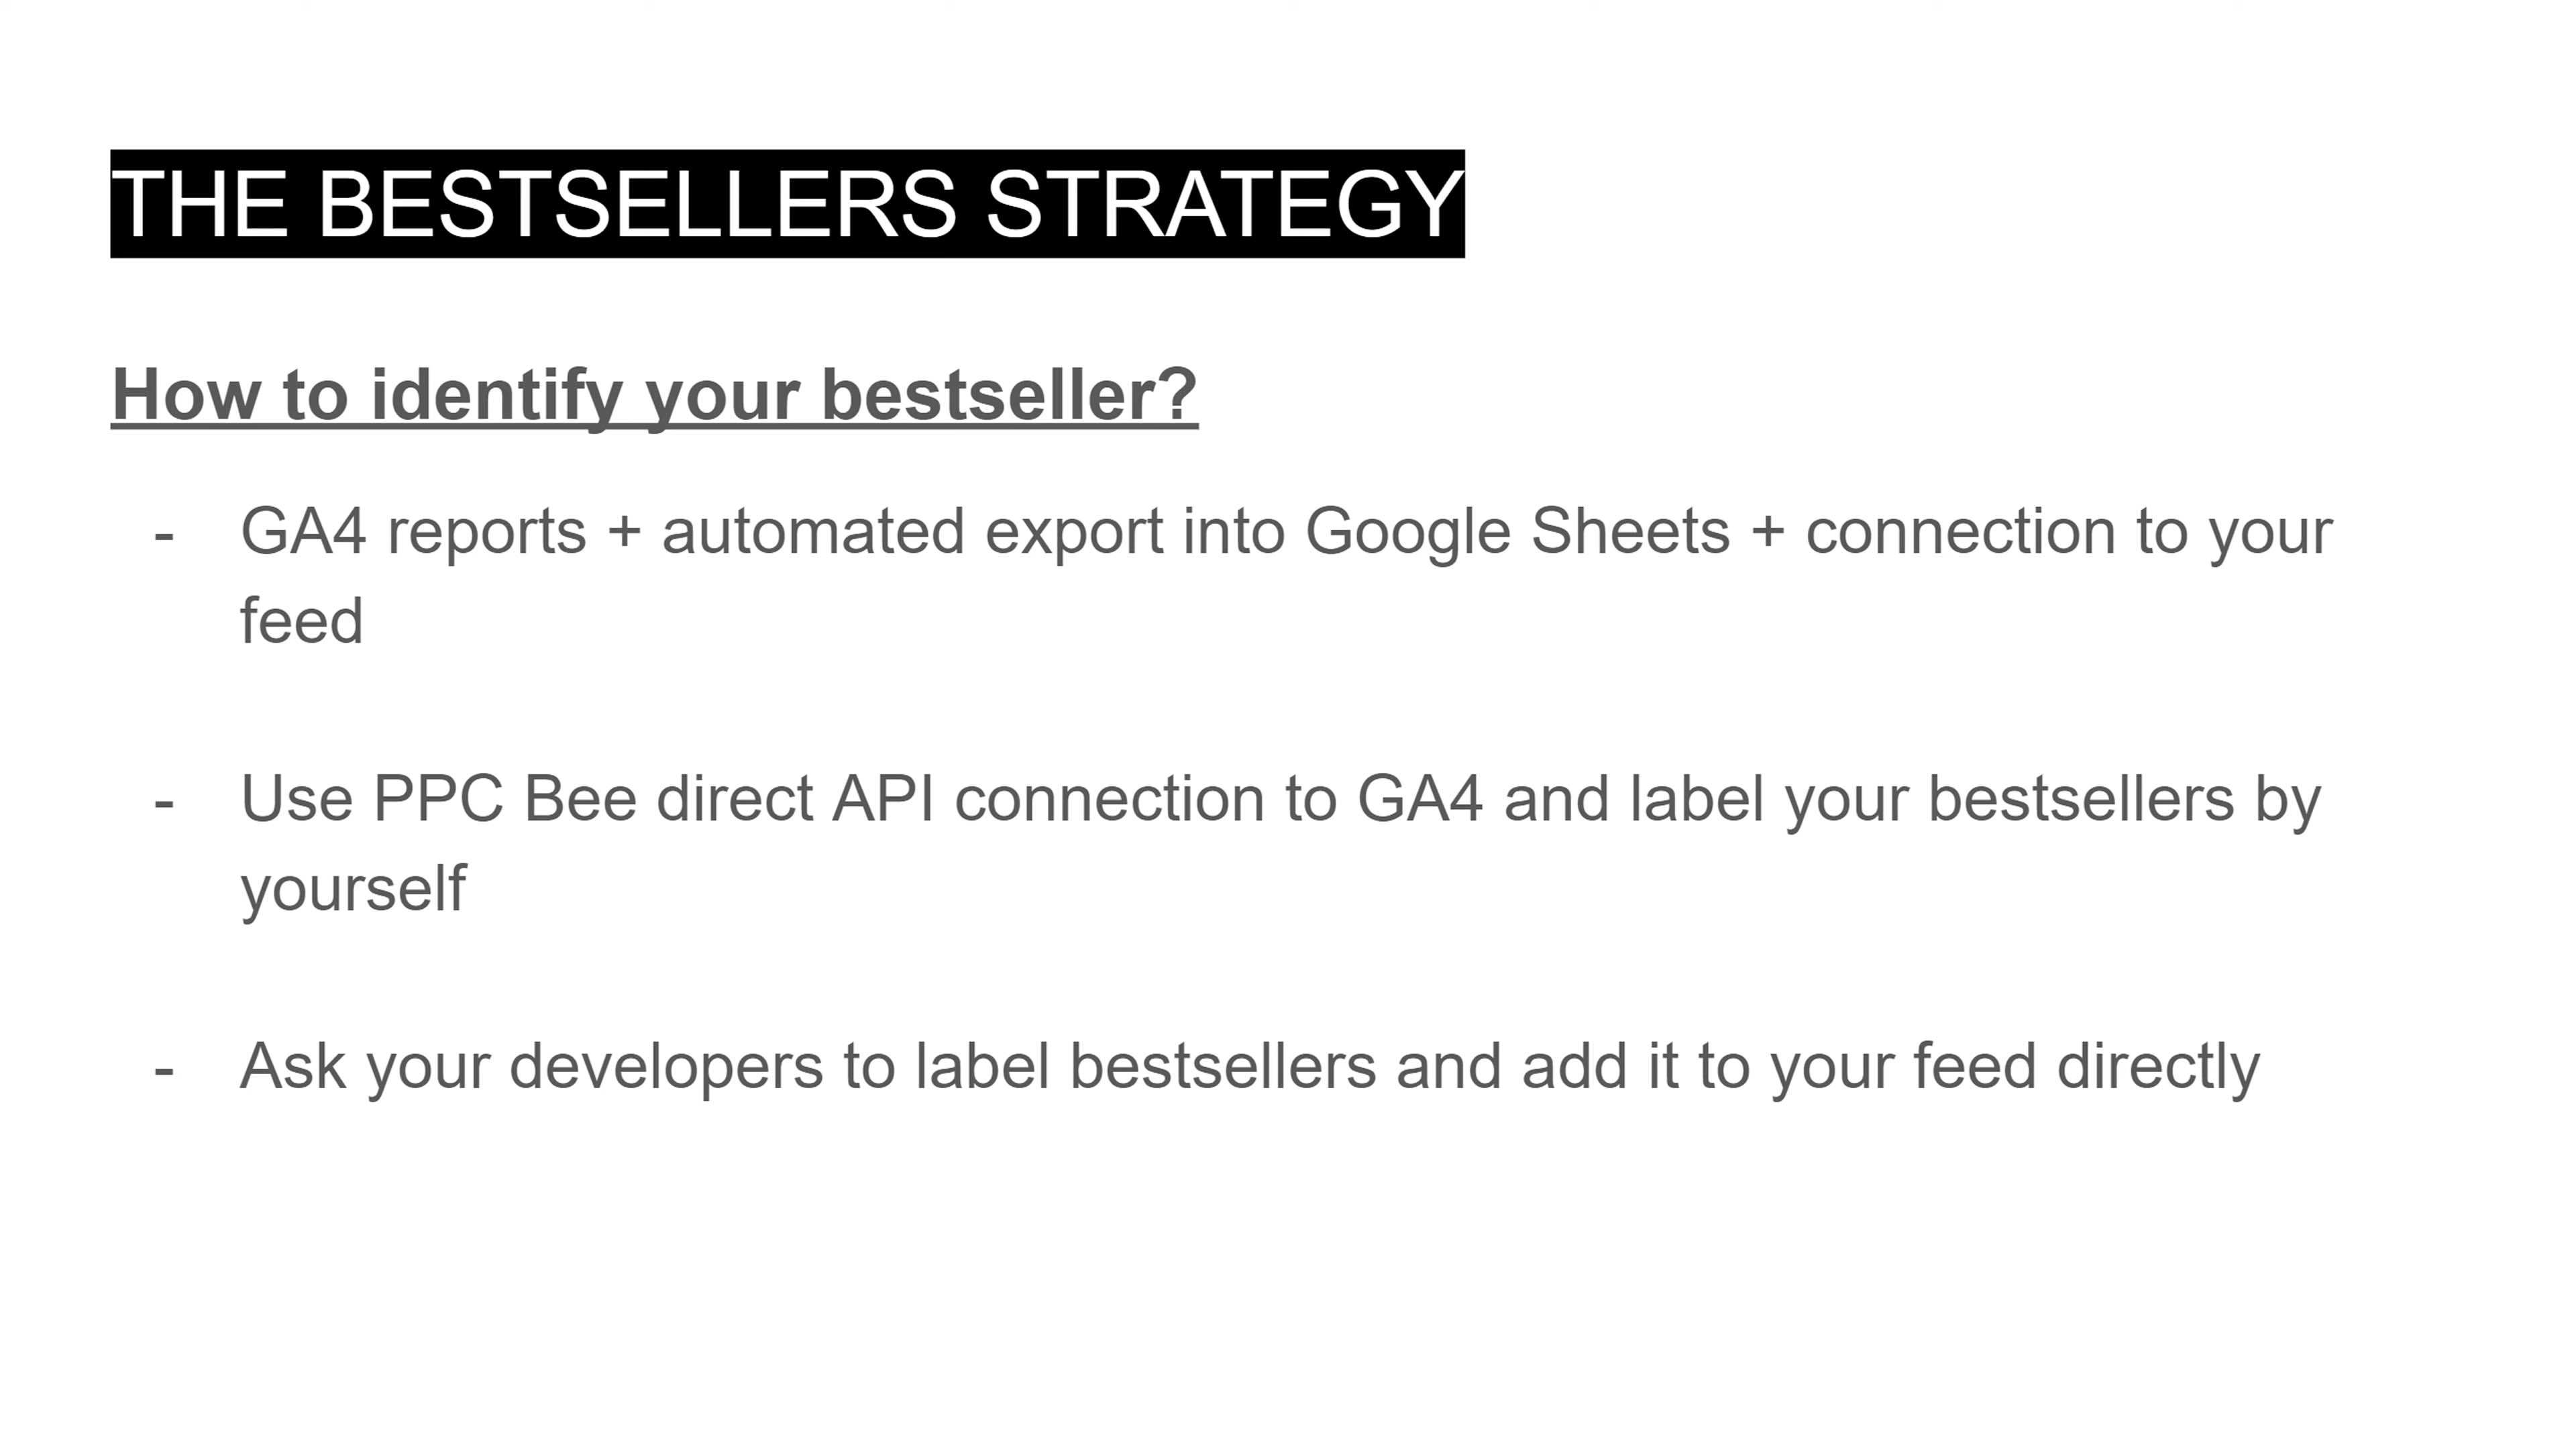 THE BESTSELLERS STRATEGY
How to identify your bestseller?
- GA4 reports + automated export into Google Sheets + connection to your
feed
- Use PPC Bee direct API connection to GA4 and label your bestsellers by
yourself
- Ask your developers to label bestsellers and add it to your feed directly